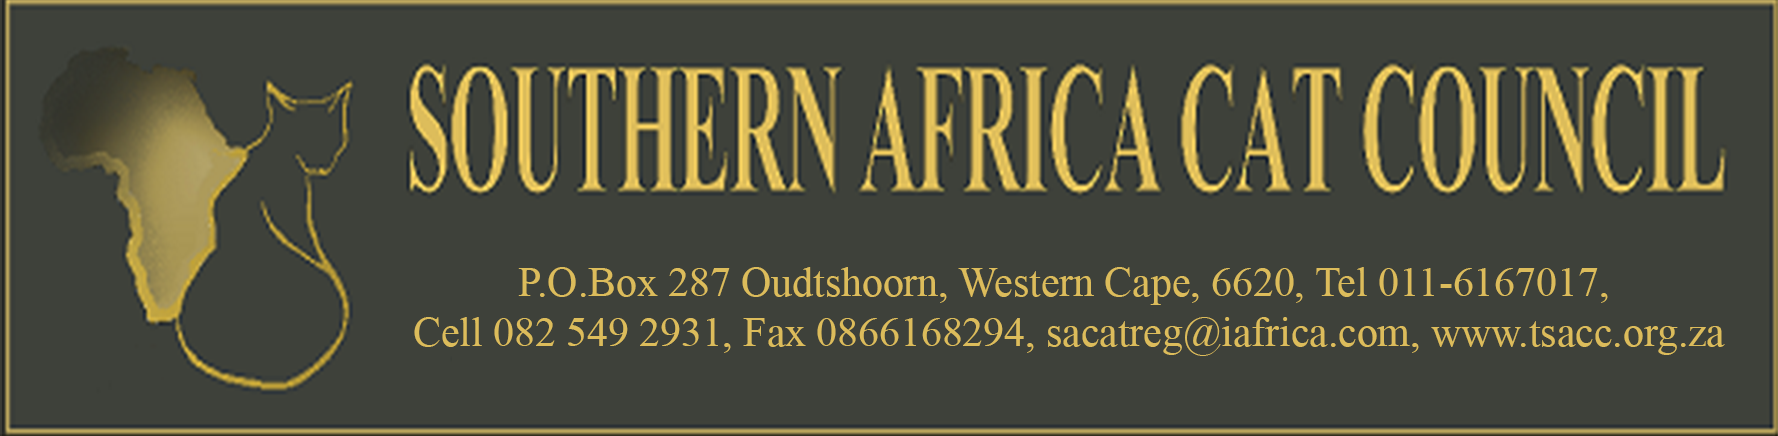 SOUTHERN AFRICA CAT COUNCIL
P.O.Box 287 Oudtshoorn, Western Cape, 6620, Tel 011-6167017,
Cell 082 549 2931, Fax 0866168294, sacatreg@iafrica.com, www.tsacc.org.za